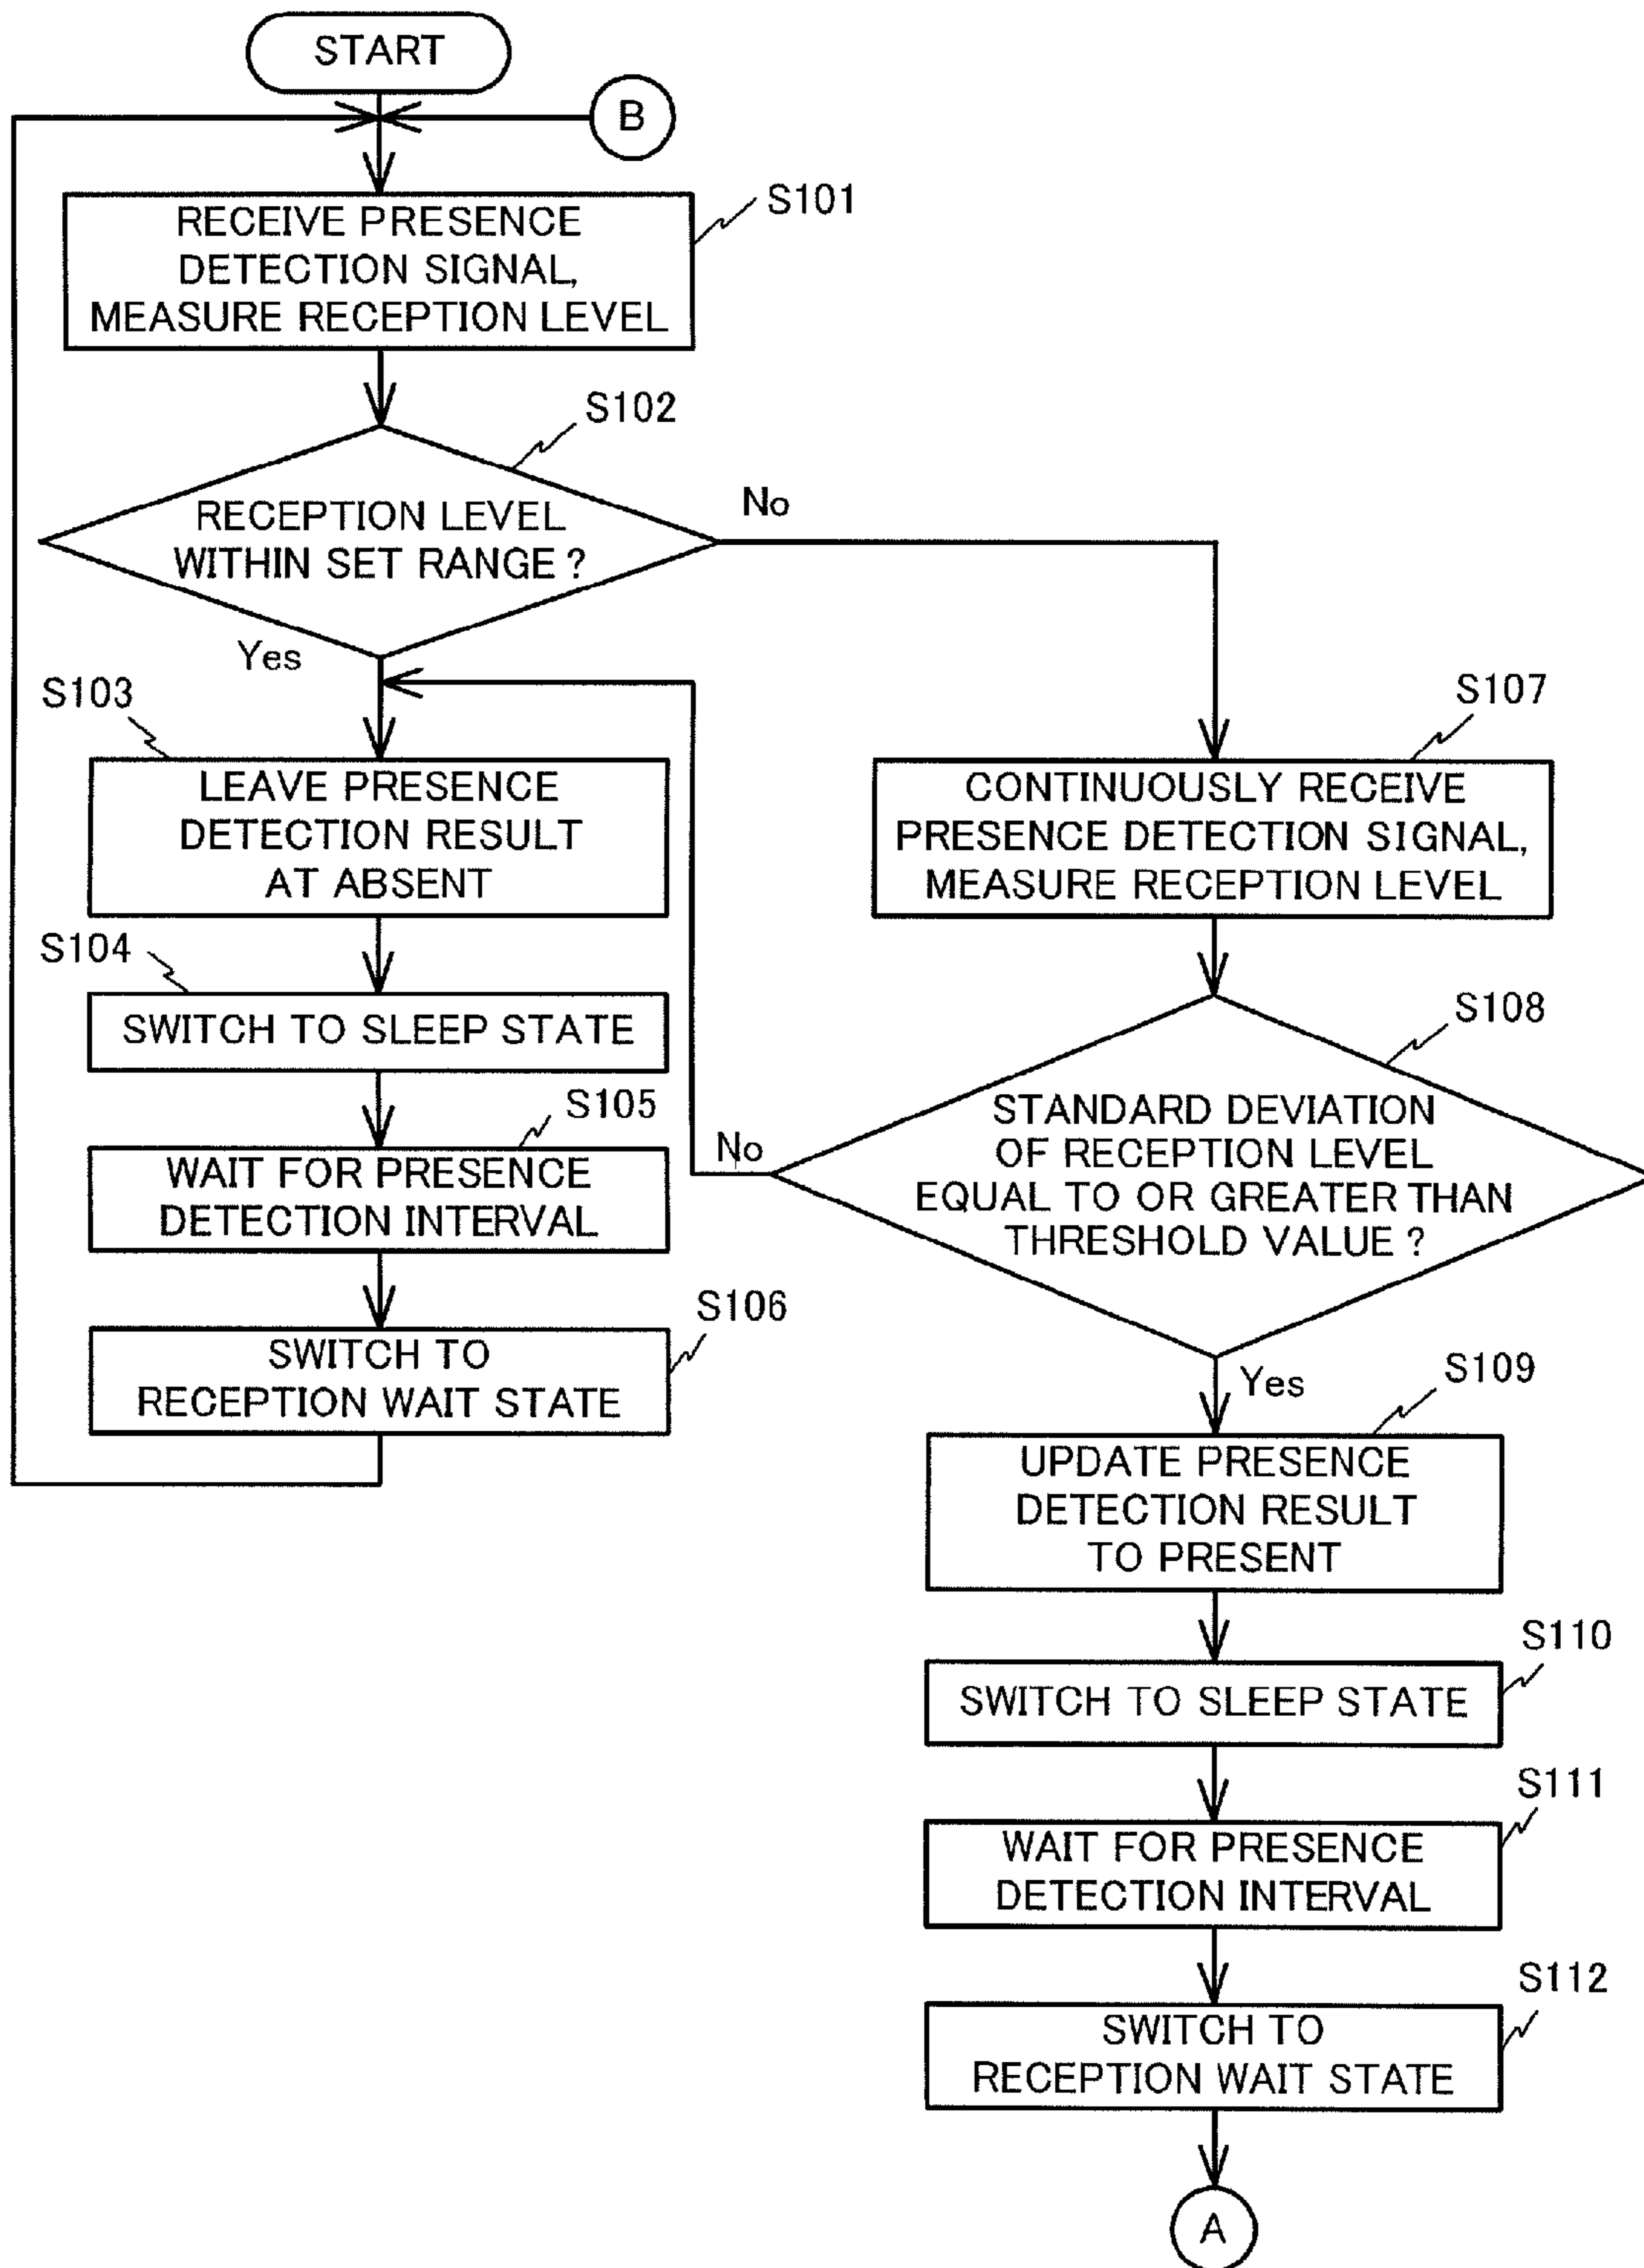 START
B
S101
RECEIVE PRESENCE
DETECTION SIGNAL,
MEASURE RECEPTION LEVEL
S102
RECEPTION LEVEL
WITHIN SET RANGE ?
No
Yes
S103
LEAVE PRESENCE
DETECTION RESULT
AT ABSENT
S104
SWITCH TO SLEEP STATE
S105
WAIT FOR PRESENCE
DETECTION INTERVAL
S106
SWITCH TO
RECEPTION WAIT STATE
S107
CONTINUOUSLY RECEIVE
PRESENCE DETECTION SIGNAL,
MEASURE RECEPTION LEVEL
S108
STANDARD DEVIATION
OF RECEPTION LEVEL
EQUAL TO OR GREATER THAN
THRESHOLD VALUE ?
No
Yes
S109
UPDATE PRESENCE
DETECTION RESULT
TO PRESENT
S110
SWITCH TO SLEEP STATE
S111
WAIT FOR PRESENCE
DETECTION INTERVAL
S112
SWITCH TO
RECEPTION WAIT STATE
A